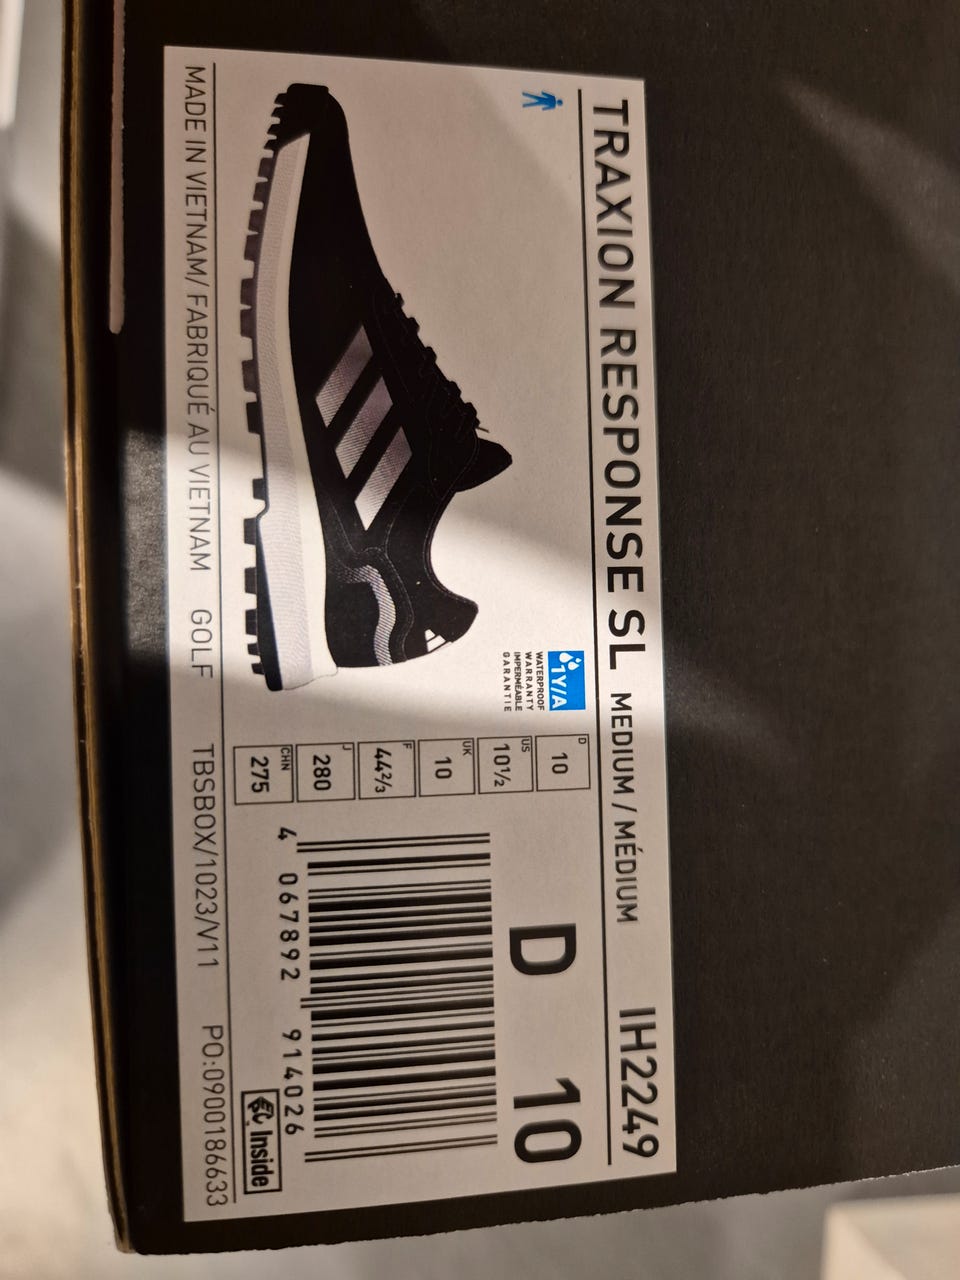 TRAXION RESPONSE SL MEDIUM / MÉDIUM IH2249
1Y/A
WATERPROOF
WARRANTY
IMPERMÉABLE
GARANTIE
D 10
US 10½
UK 10
F 44⅔
J 280
CHN 275
D 10
4 067892 914026
Inside
MADE IN VIETNAM/ FABRIQUÉ AU VIETNAM GOLF TBSBOX/1023/V11 PO:0900186633